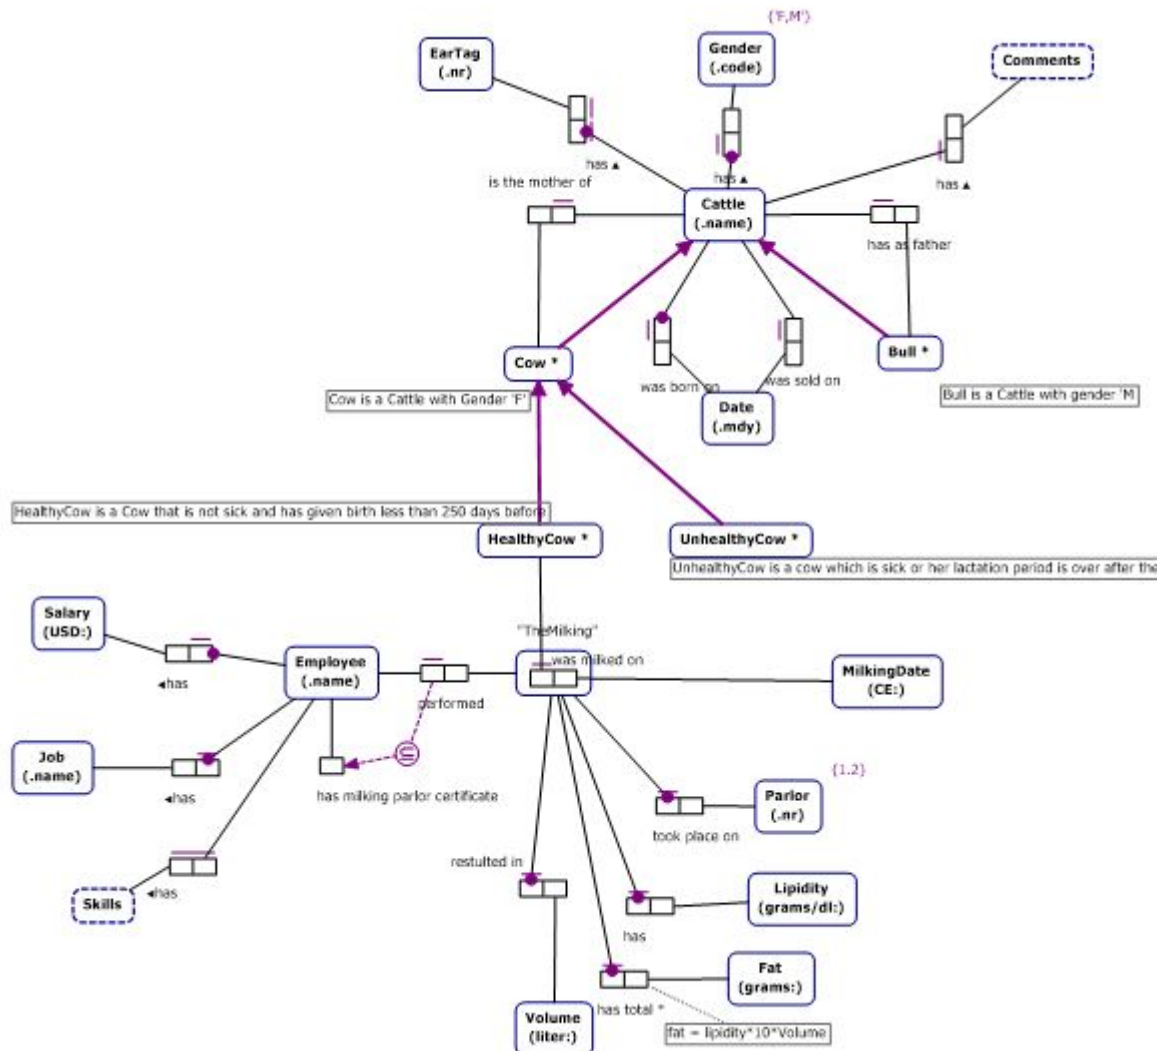 {'F,M'}
EarTag
(.nr)
Gender
(.code)
Comments
has ▲
has ▲
has ▲
is the mother of
Cattle
(.name)
has as father
Cow *
was born on
was sold on
Bull *
Cow is a Cattle with Gender 'F'
Date
(.mdy)
Bull is a Cattle with gender 'M
HealthyCow is a Cow that is not sick and has given birth less than 250 days before
HealthyCow *
UnhealthyCow *
UnhealthyCow is a cow which is sick or her lactation period is over after the
Salary
(USD:)
"TheMilking"
was milked on
◄has
Employee
(.name)
performed
MilkingDate
(CE:)
Job
(.name)
◄has
has milking parlor certificate
{1.2}
Parlor
(.nr)
took place on
restulted in
Skills
◄has
Lipidity
(grams/dl:)
has
Fat
(grams:)
has total *
Volume
(liter:)
fat = lipidity*10*Volume